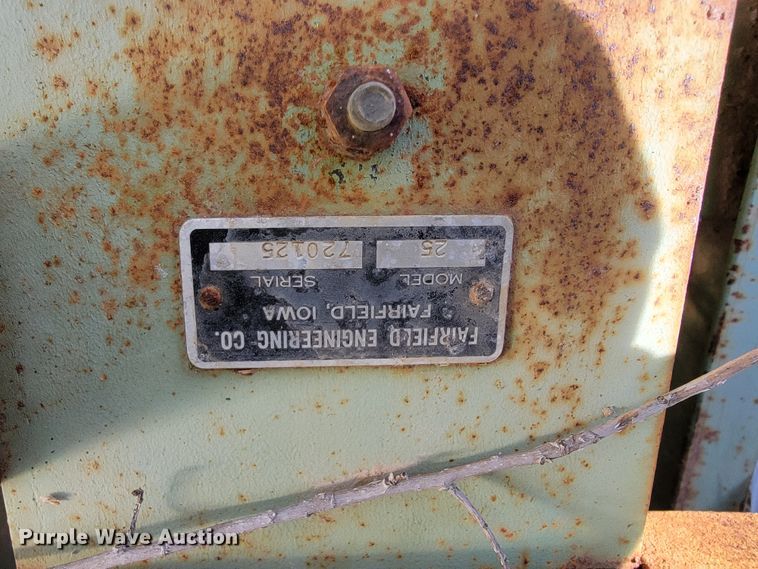 FAIRFIELD ENGINEERING CO.
FAIRFIELD, IOWA
MODEL SERIAL
25 720125
Purple Wave Auction